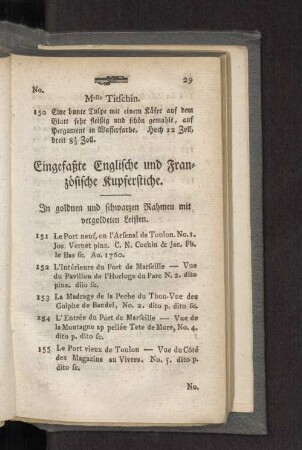 29
No.
Mselle Titschin.
150 Eine bunte Tulpe mit einem Käfer auf dem
Blatt sehr fleißig und schön gemahlt, auf
Pergament in Wasserfarbe. Hoch 12 Zoll,
breit 8½ Zoll.
Eingefaßte Englische und Fran-
zösische Kupferstiche.
In goldnen und schwarzen Rahmen mit
vergoldeten Leisten.
151 Le Port neuf, ou l'Arsenal de Toulon. No. 1.
Jos. Vernet pinx. C. N. Cochin & Jac. Ph.
le Bas sc. An. 1760.
152 L'Intérieure du Port de Marseille — Vue
du Pavilion de l'Horloge du Parc N. 2. dito
pinx. diio sc.
153 La Madrage de la Peche du Thon-Vue des
Golphe de Bandel, No. 2. dito p. dito sc.
154 L'Entrée du Port de Marseille — Vue de
la Montagne ap pellée Tete de More, No. 4.
dito p. dito sc.
155 Le Port vieux de Toulon — Vue du Côté
des Magazins au Vivres. No. 5. dito p.
dito sc.
No.